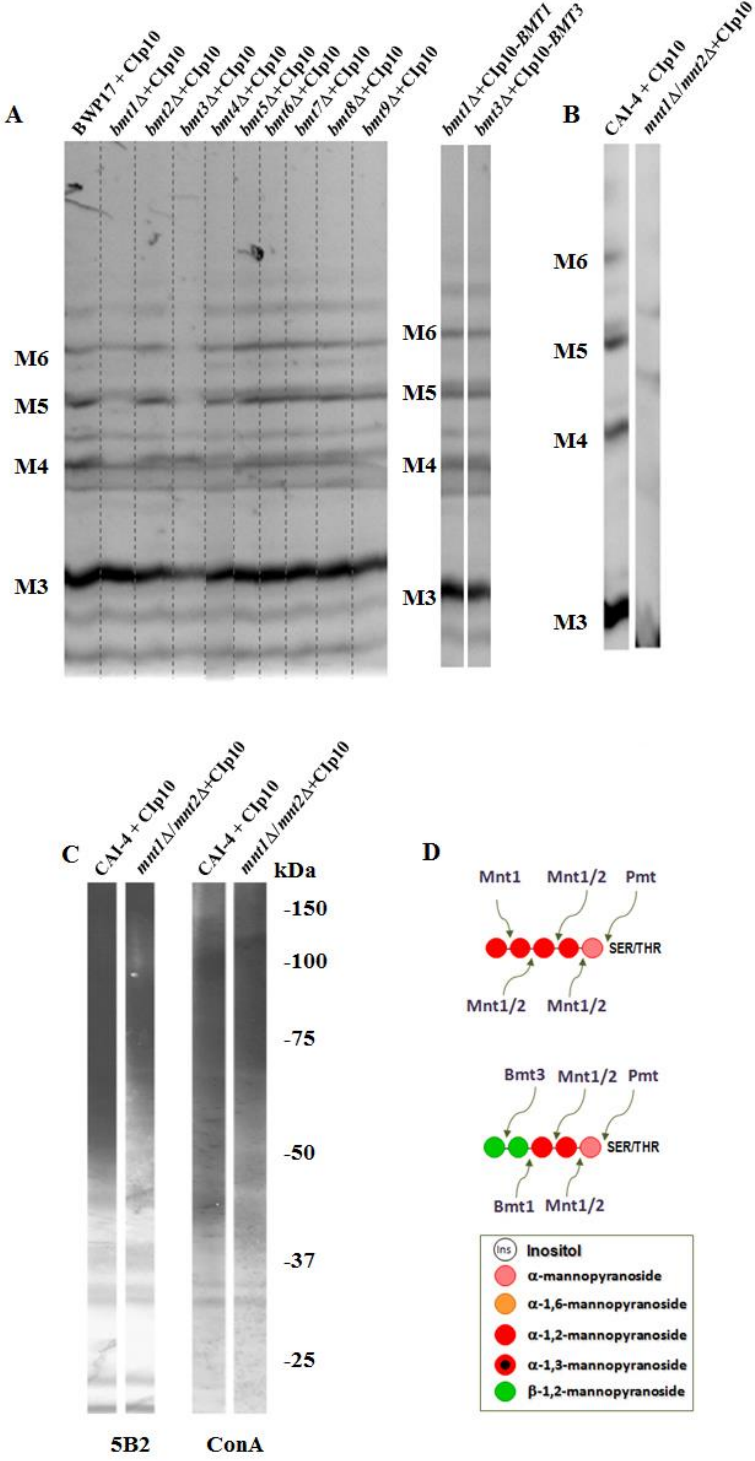 A
BWP17 + CIp10
bmt1Δ+CIp10
bmt2Δ+CIp10
bmt3Δ+CIp10
bmt4Δ+CIp10
bmt5Δ+CIp10
bmt6Δ+CIp10
bmt7Δ+CIp10
bmt8Δ+CIp10
bmt9Δ+CIp10
M6
M5
M4
M3
bmt1Δ+CIp10-BMT1
bmt3Δ+CIp10-BMT3
M6
M5
M4
M3
B
CAI-4 + CIp10
mnt1Δ/mnt2Δ+CIp10
M6
M5
M4
M3
C
CAI-4 + CIp10
mnt1Δ/mnt2Δ+CIp10
CAI-4 + CIp10
mnt1Δ/mnt2Δ+CIp10
kDa
-150
-100
-75
-50
-37
-25
5B2 ConA
D
Mnt1 Mnt1/2 Pmt
SER/THR
Mnt1/2 Mnt1/2
Bmt3 Mnt1/2 Pmt
SER/THR
Bmt1 Mnt1/2
Ins Inositol
α-mannopyranoside
α-1,6-mannopyranoside
α-1,2-mannopyranoside
α-1,3-mannopyranoside
β-1,2-mannopyranoside